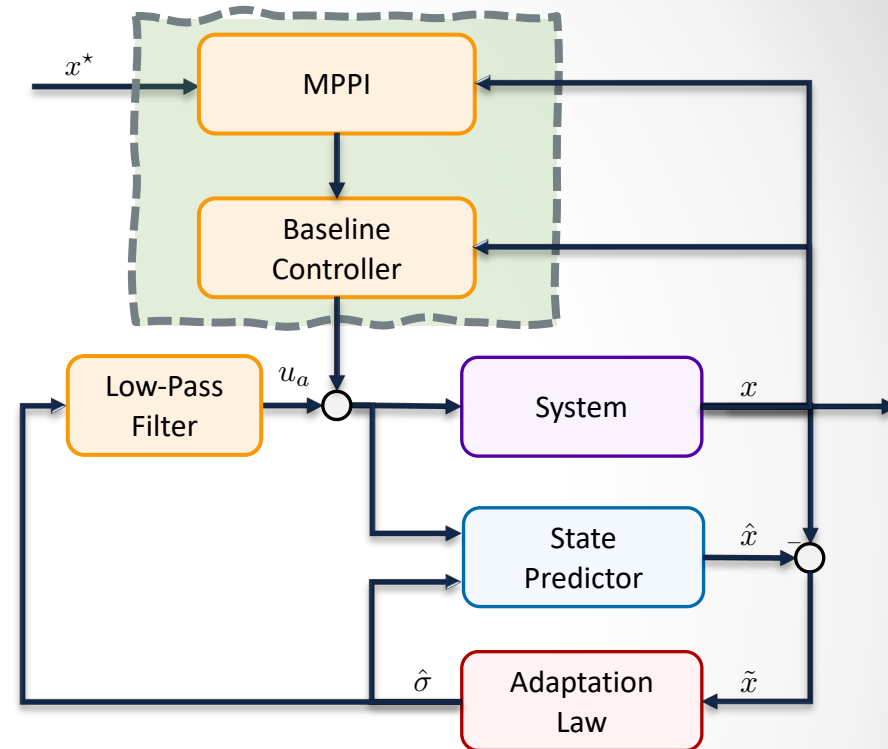 x⋆
MPPI
Baseline
Controller
Low-Pass
Filter
u_a
System
x
State
Predictor
x̂
−
σ̂
Adaptation
Law
x̃